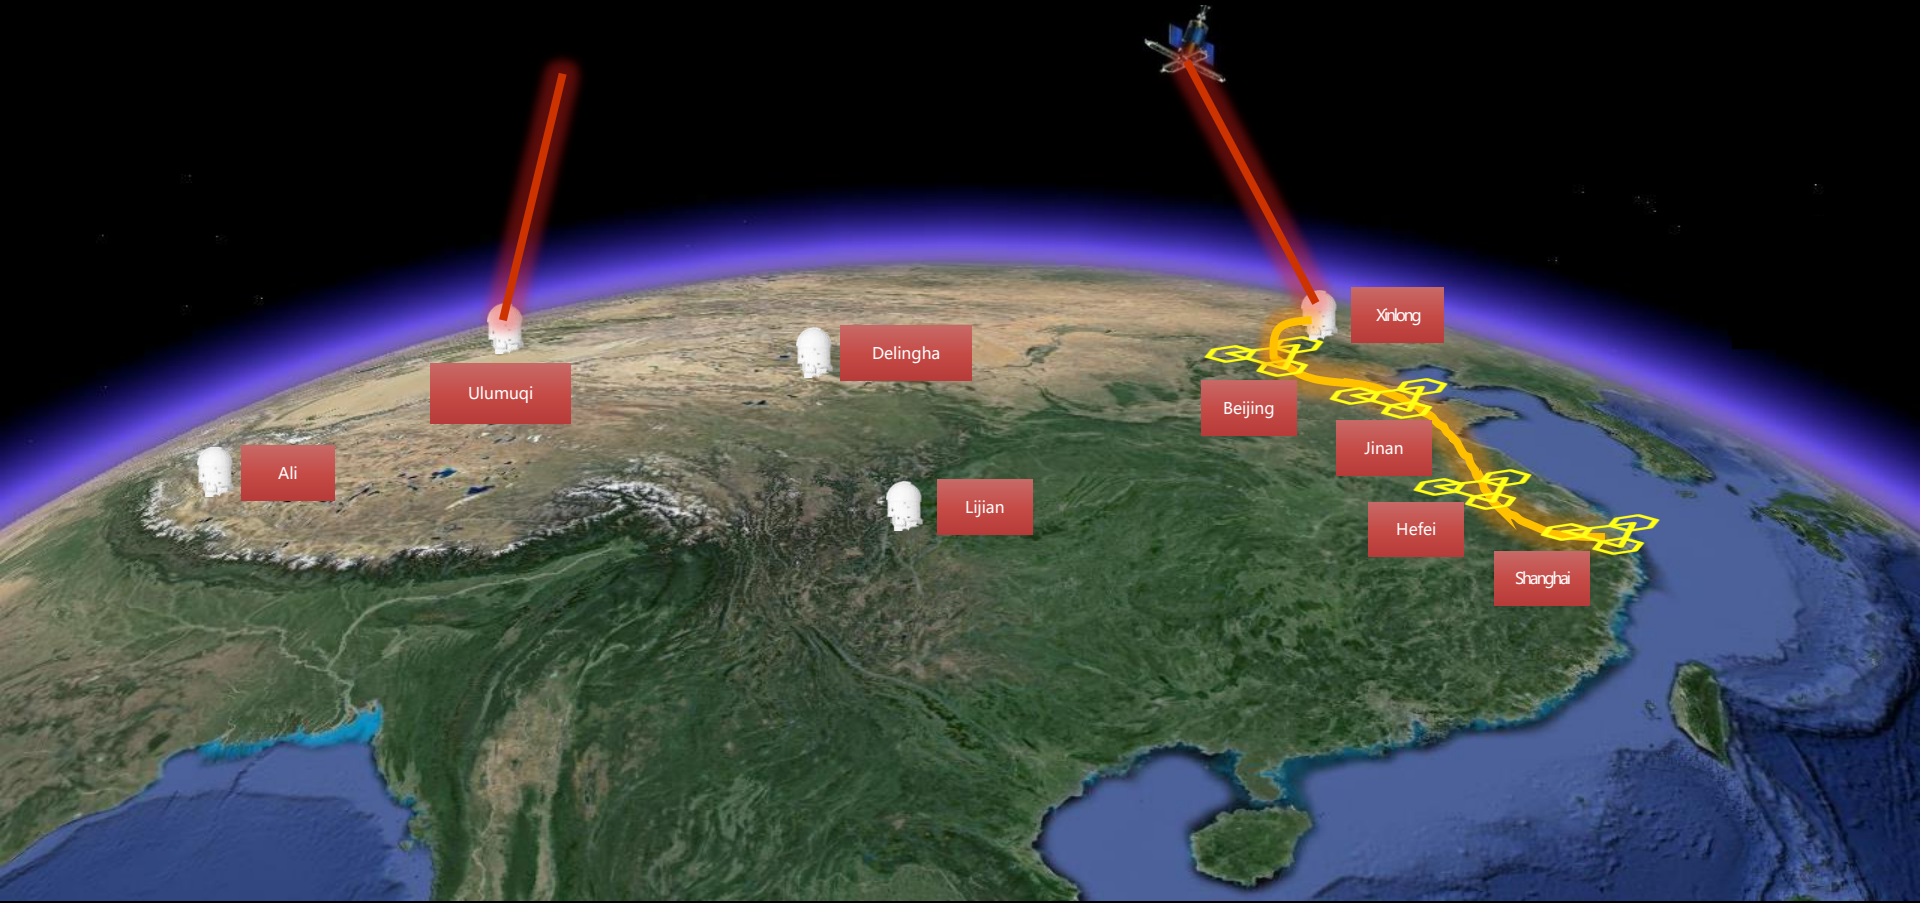 Xinlong
Delingha
Ulumuqi
Beijing
Jinan
Ali
Lijian
Hefei
Shanghai